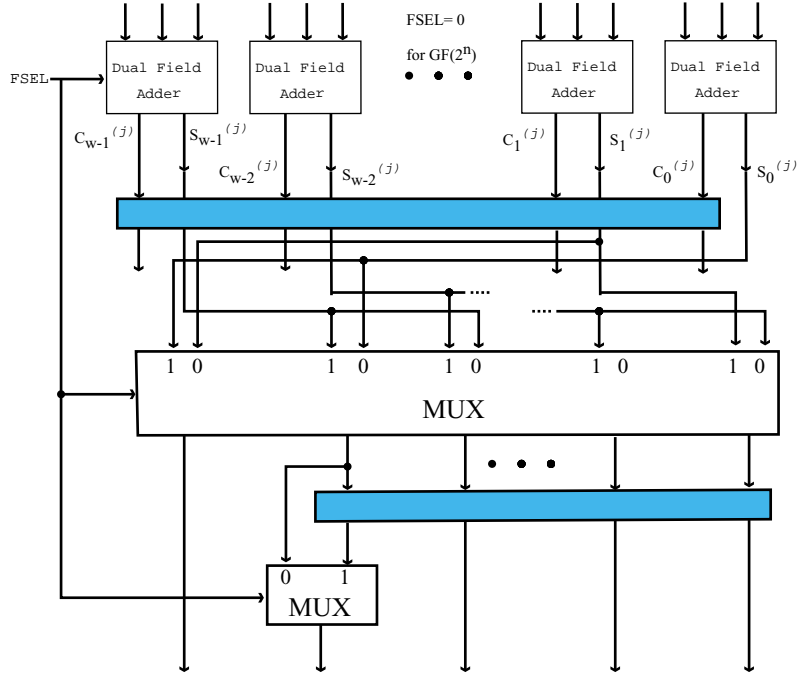 FSEL= 0
for GF(2^n)
FSEL
Dual Field
Adder
Dual Field
Adder
Dual Field
Adder
Dual Field
Adder
C_{w-1}^{(j)} S_{w-1}^{(j)}
C_{w-2}^{(j)} S_{w-2}^{(j)}
C_1^{(j)} S_1^{(j)}
C_0^{(j)} S_0^{(j)}
1 0 1 0 1 0 1 0 1 0
MUX
0 1
MUX